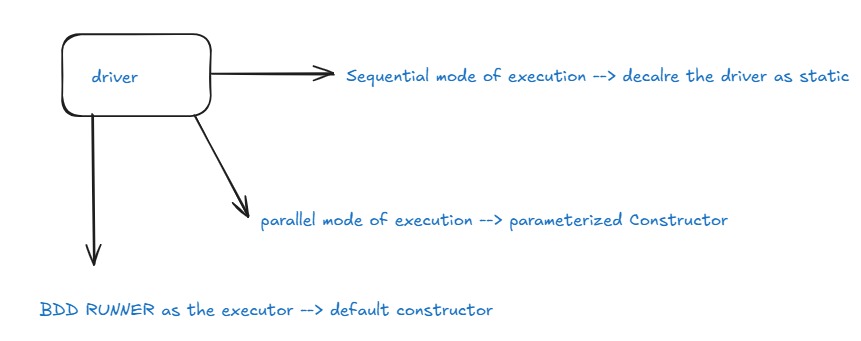 driver
Sequential mode of execution --> decalre the driver as static
parallel mode of execution --> parameterized Constructor
BDD RUNNER as the executor --> default constructor